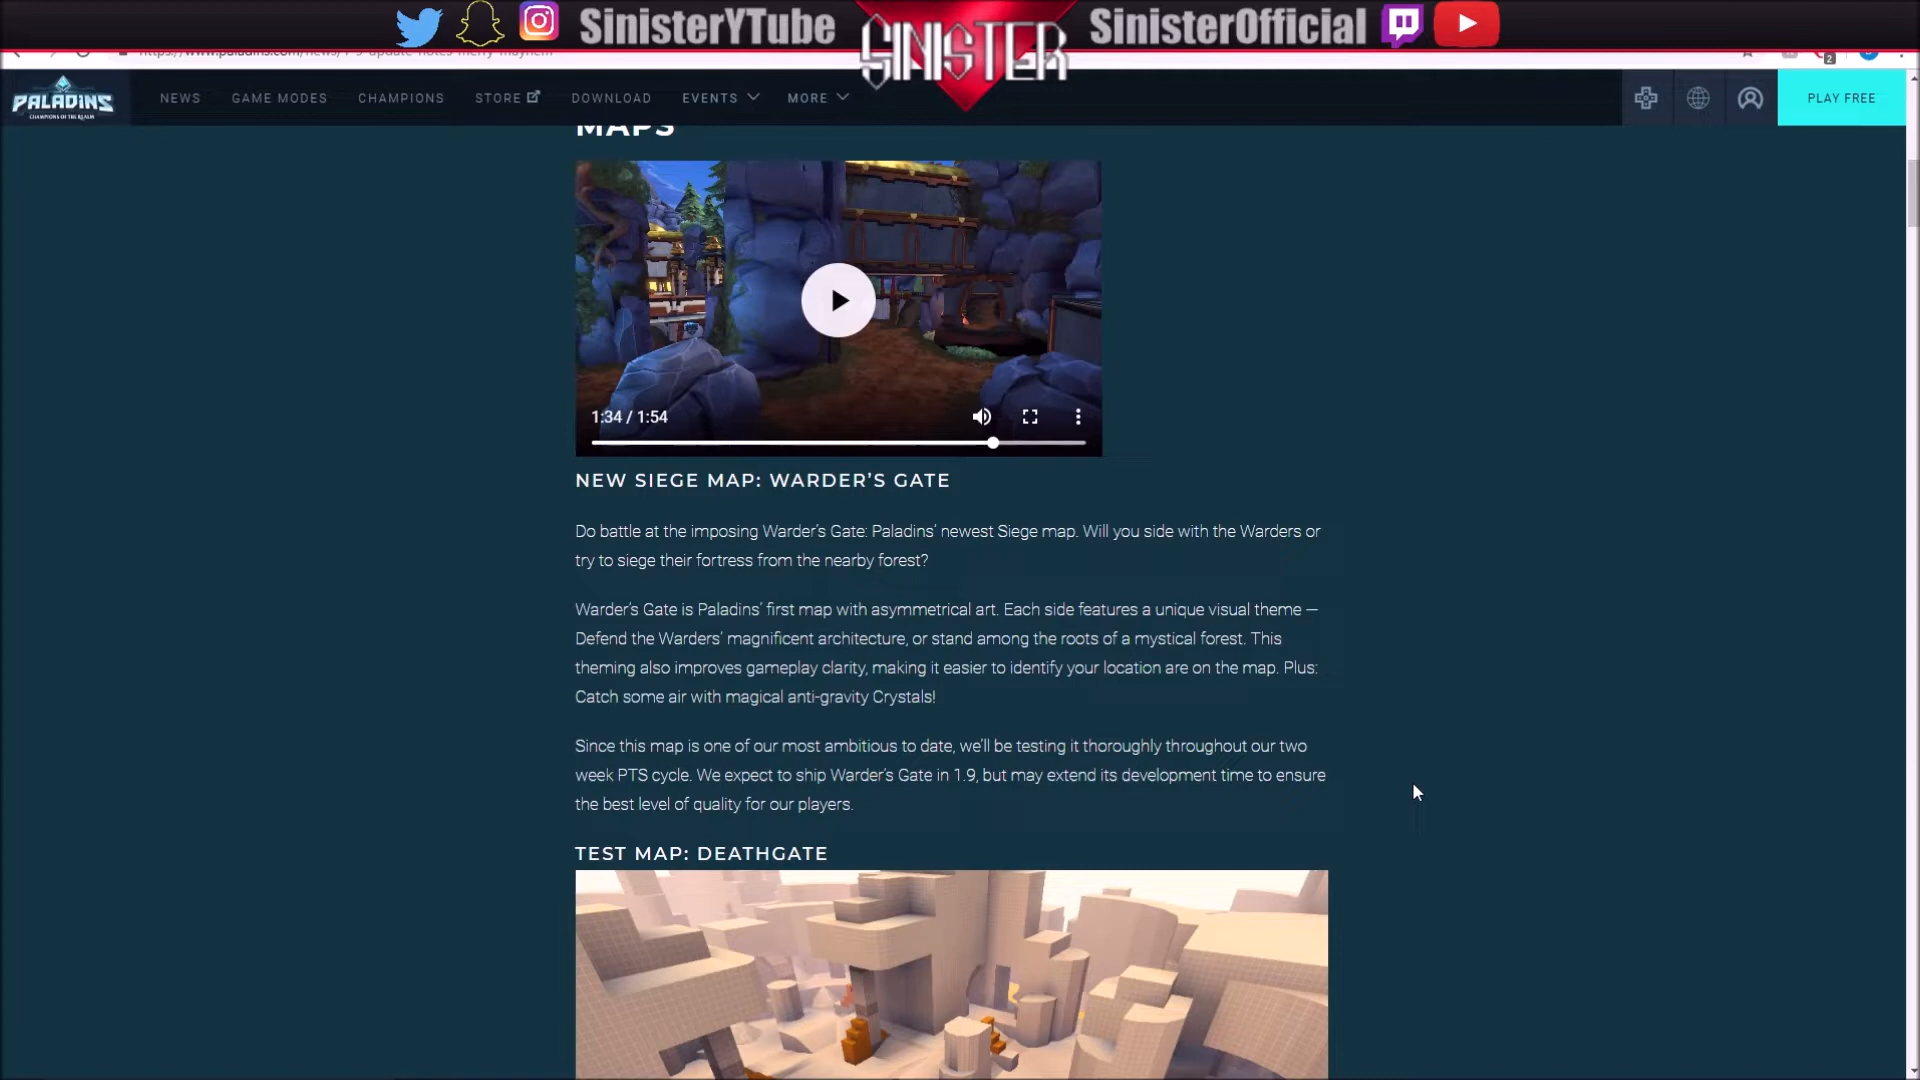 SinisterYTube SINISTER SinisterOfficial
2
PALADINS
CHAMPIONS OF THE REALM
NEWS GAME MODES CHAMPIONS STORE DOWNLOAD EVENTS MORE PLAY FREE
MAPS
1:34 / 1:54
NEW SIEGE MAP: WARDER’S GATE
Do battle at the imposing Warder’s Gate: Paladins’ newest Siege map. Will you side with the Warders or
try to siege their fortress from the nearby forest?
Warder’s Gate is Paladins’ first map with asymmetrical art. Each side features a unique visual theme —
Defend the Warders’ magnificent architecture, or stand among the roots of a mystical forest. This
theming also improves gameplay clarity, making it easier to identify your location are on the map. Plus:
Catch some air with magical anti-gravity Crystals!
Since this map is one of our most ambitious to date, we’ll be testing it thoroughly throughout our two
week PTS cycle. We expect to ship Warder’s Gate in 1.9, but may extend its development time to ensure
the best level of quality for our players.
TEST MAP: DEATHGATE